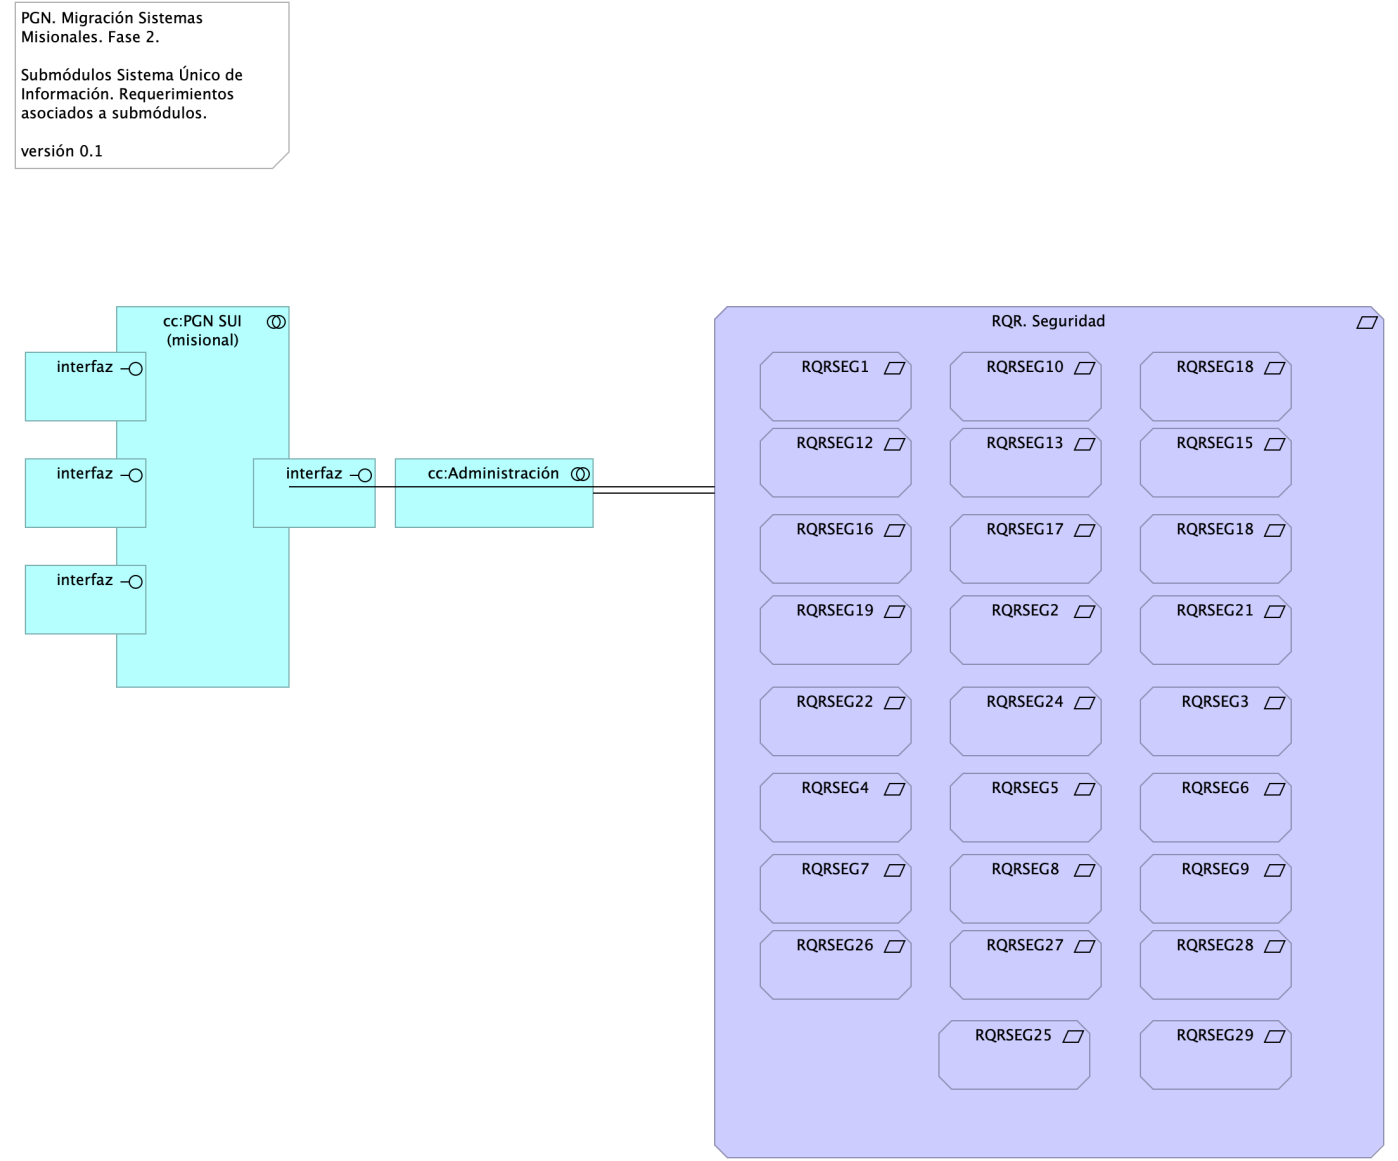 PGN. Migración Sistemas
Misionales. Fase 2.
Submódulos Sistema Único de
Información. Requerimientos
asociados a submódulos.
versión 0.1
cc:PGN SUI
(misional)
interfaz
interfaz
interfaz
interfaz
cc:Administración
RQR. Seguridad
RQRSEG1
RQRSEG10
RQRSEG18
RQRSEG12
RQRSEG13
RQRSEG15
RQRSEG16
RQRSEG17
RQRSEG18
RQRSEG19
RQRSEG2
RQRSEG21
RQRSEG22
RQRSEG24
RQRSEG3
RQRSEG4
RQRSEG5
RQRSEG6
RQRSEG7
RQRSEG8
RQRSEG9
RQRSEG26
RQRSEG27
RQRSEG28
RQRSEG25
RQRSEG29